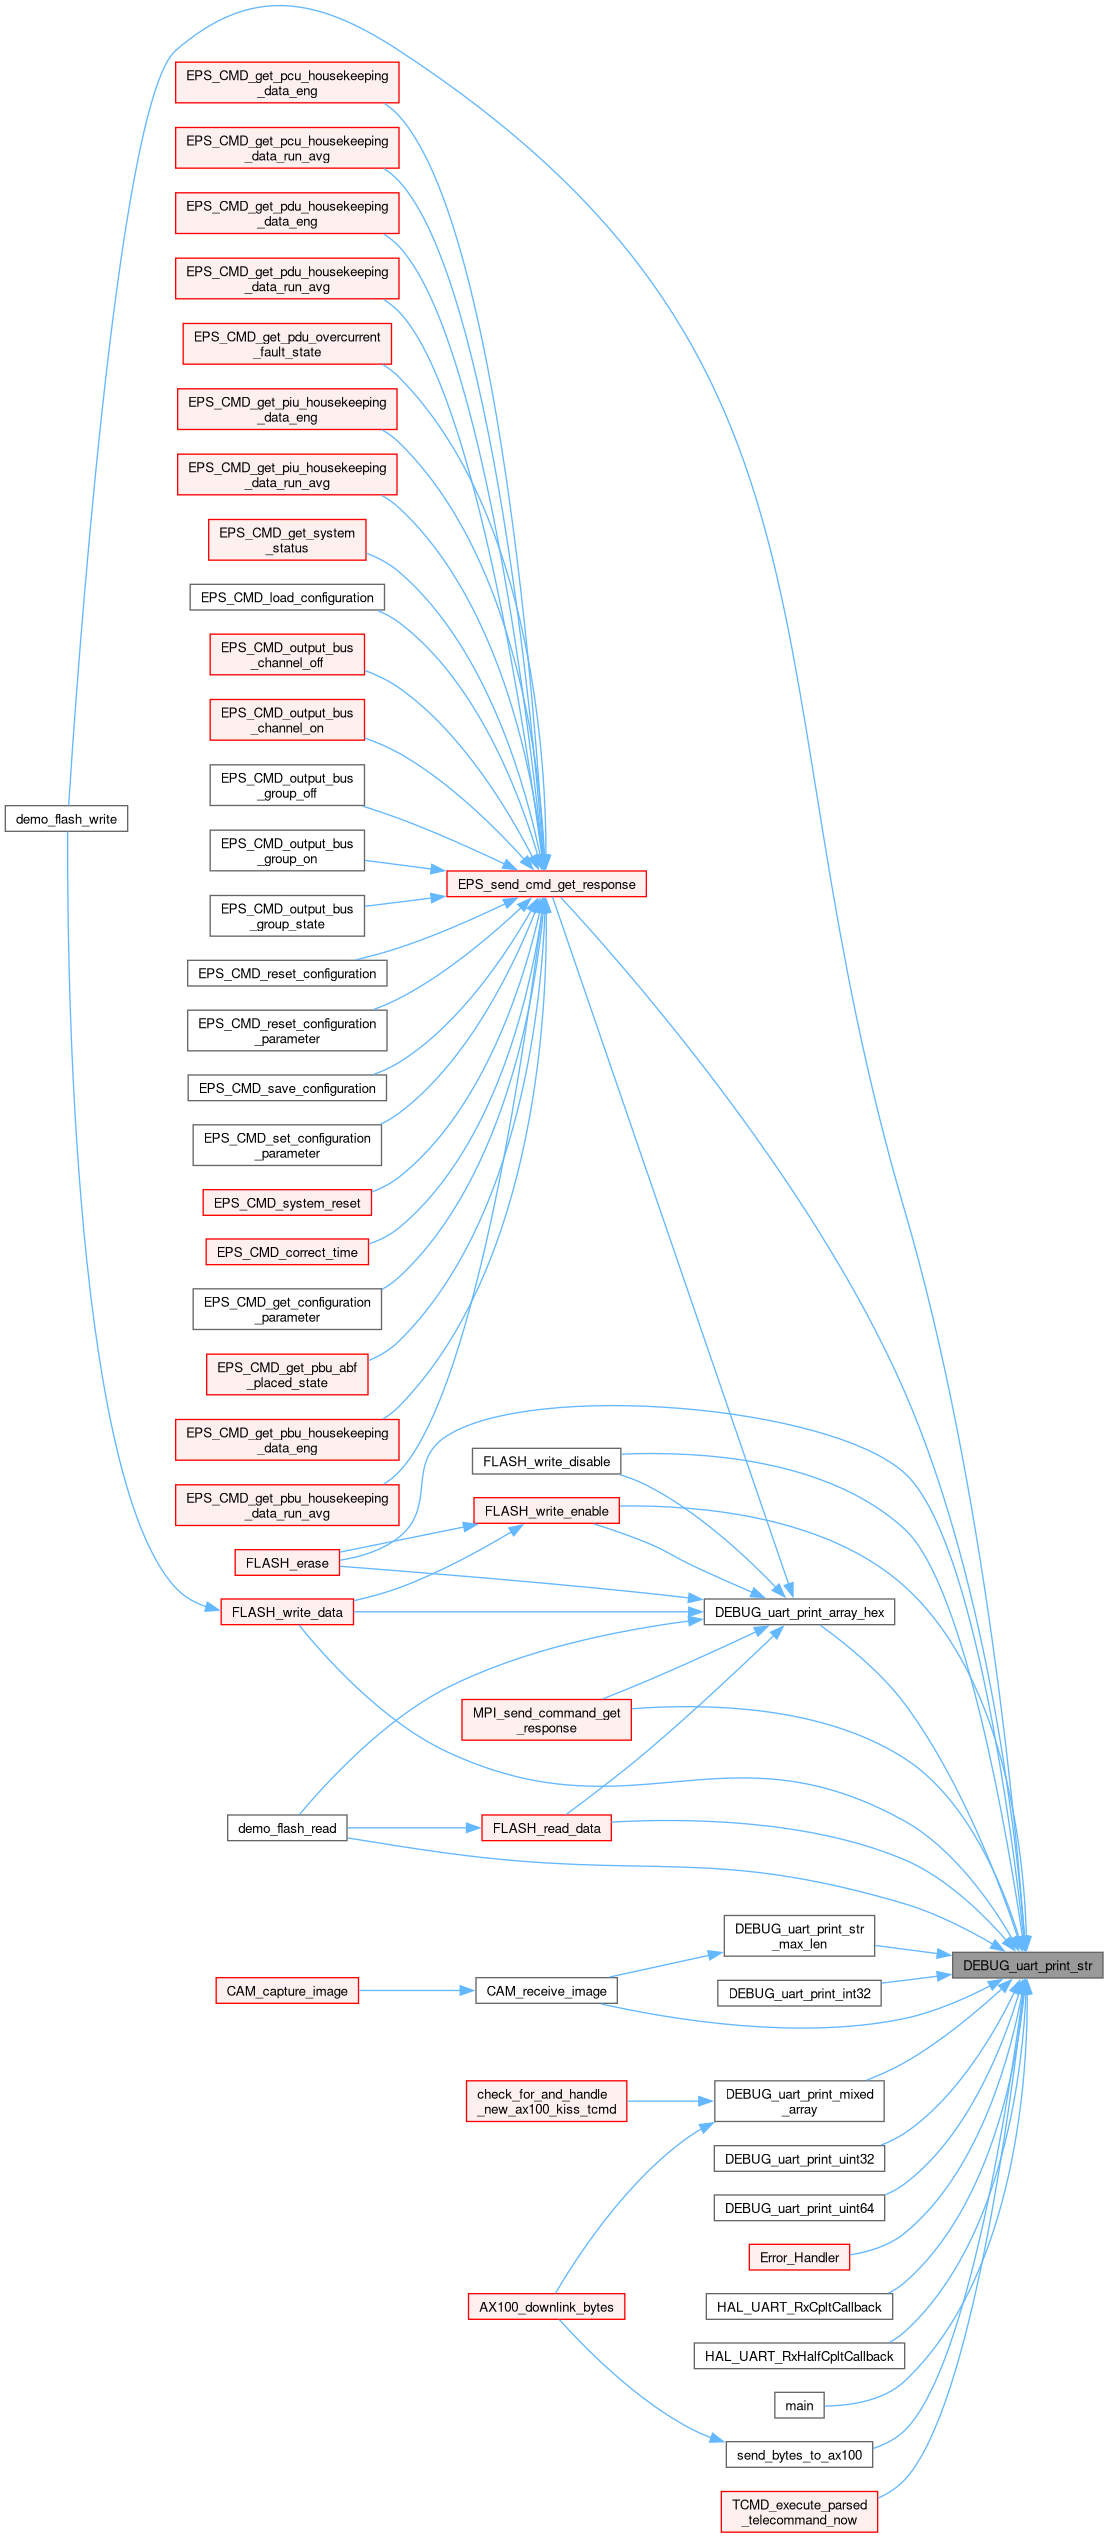 EPS_CMD_get_pcu_housekeeping
_data_eng
EPS_CMD_get_pcu_housekeeping
_data_run_avg
EPS_CMD_get_pdu_housekeeping
_data_eng
EPS_CMD_get_pdu_housekeeping
_data_run_avg
EPS_CMD_get_pdu_overcurrent
_fault_state
EPS_CMD_get_piu_housekeeping
_data_eng
EPS_CMD_get_piu_housekeeping
_data_run_avg
EPS_CMD_get_system
_status
EPS_CMD_load_configuration
EPS_CMD_output_bus
_channel_off
EPS_CMD_output_bus
_channel_on
EPS_CMD_output_bus
_group_off
demo_flash_write
EPS_CMD_output_bus
_group_on
EPS_send_cmd_get_response
EPS_CMD_output_bus
_group_state
EPS_CMD_reset_configuration
EPS_CMD_reset_configuration
_parameter
EPS_CMD_save_configuration
EPS_CMD_set_configuration
_parameter
EPS_CMD_system_reset
EPS_CMD_correct_time
EPS_CMD_get_configuration
_parameter
EPS_CMD_get_pbu_abf
_placed_state
EPS_CMD_get_pbu_housekeeping
_data_eng
FLASH_write_disable
EPS_CMD_get_pbu_housekeeping
_data_run_avg
FLASH_write_enable
FLASH_erase
FLASH_write_data
DEBUG_uart_print_array_hex
MPI_send_command_get
_response
demo_flash_read
FLASH_read_data
DEBUG_uart_print_str
_max_len
DEBUG_uart_print_str
CAM_capture_image
CAM_receive_image
DEBUG_uart_print_int32
check_for_and_handle
_new_ax100_kiss_tcmd
DEBUG_uart_print_mixed
_array
DEBUG_uart_print_uint32
DEBUG_uart_print_uint64
Error_Handler
AX100_downlink_bytes
HAL_UART_RxCpltCallback
HAL_UART_RxHalfCpltCallback
main
send_bytes_to_ax100
TCMD_execute_parsed
_telecommand_now